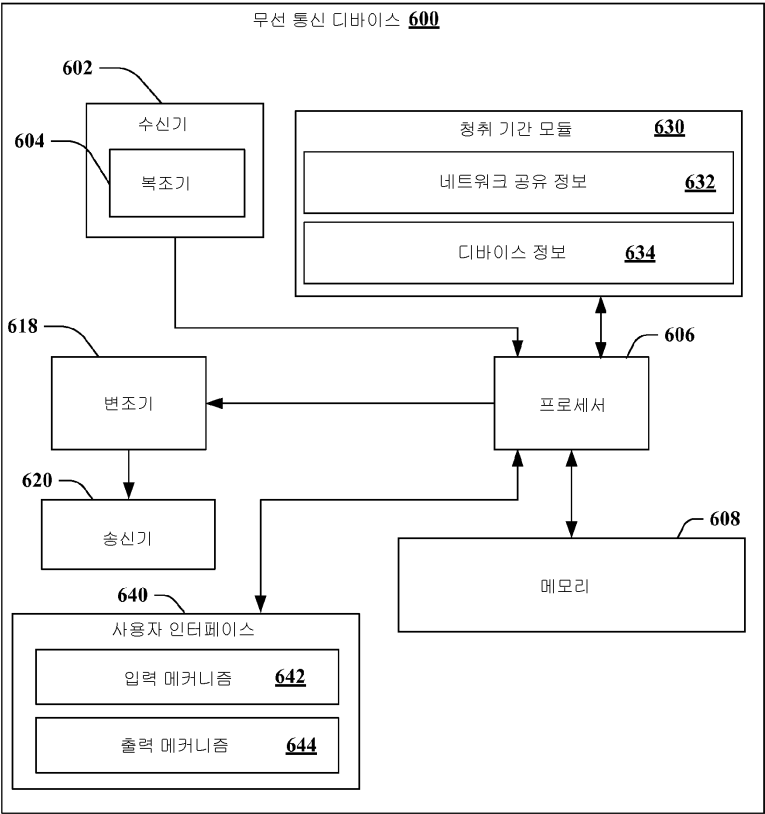 무선 통신 디바이스 600
602
수신기
604
복조기
청취 기간 모듈 630
네트워크 공유 정보 632
디바이스 정보 634
618
변조기
606
프로세서
620
송신기
608
메모리
640
사용자 인터페이스
입력 메커니즘 642
출력 메커니즘 644